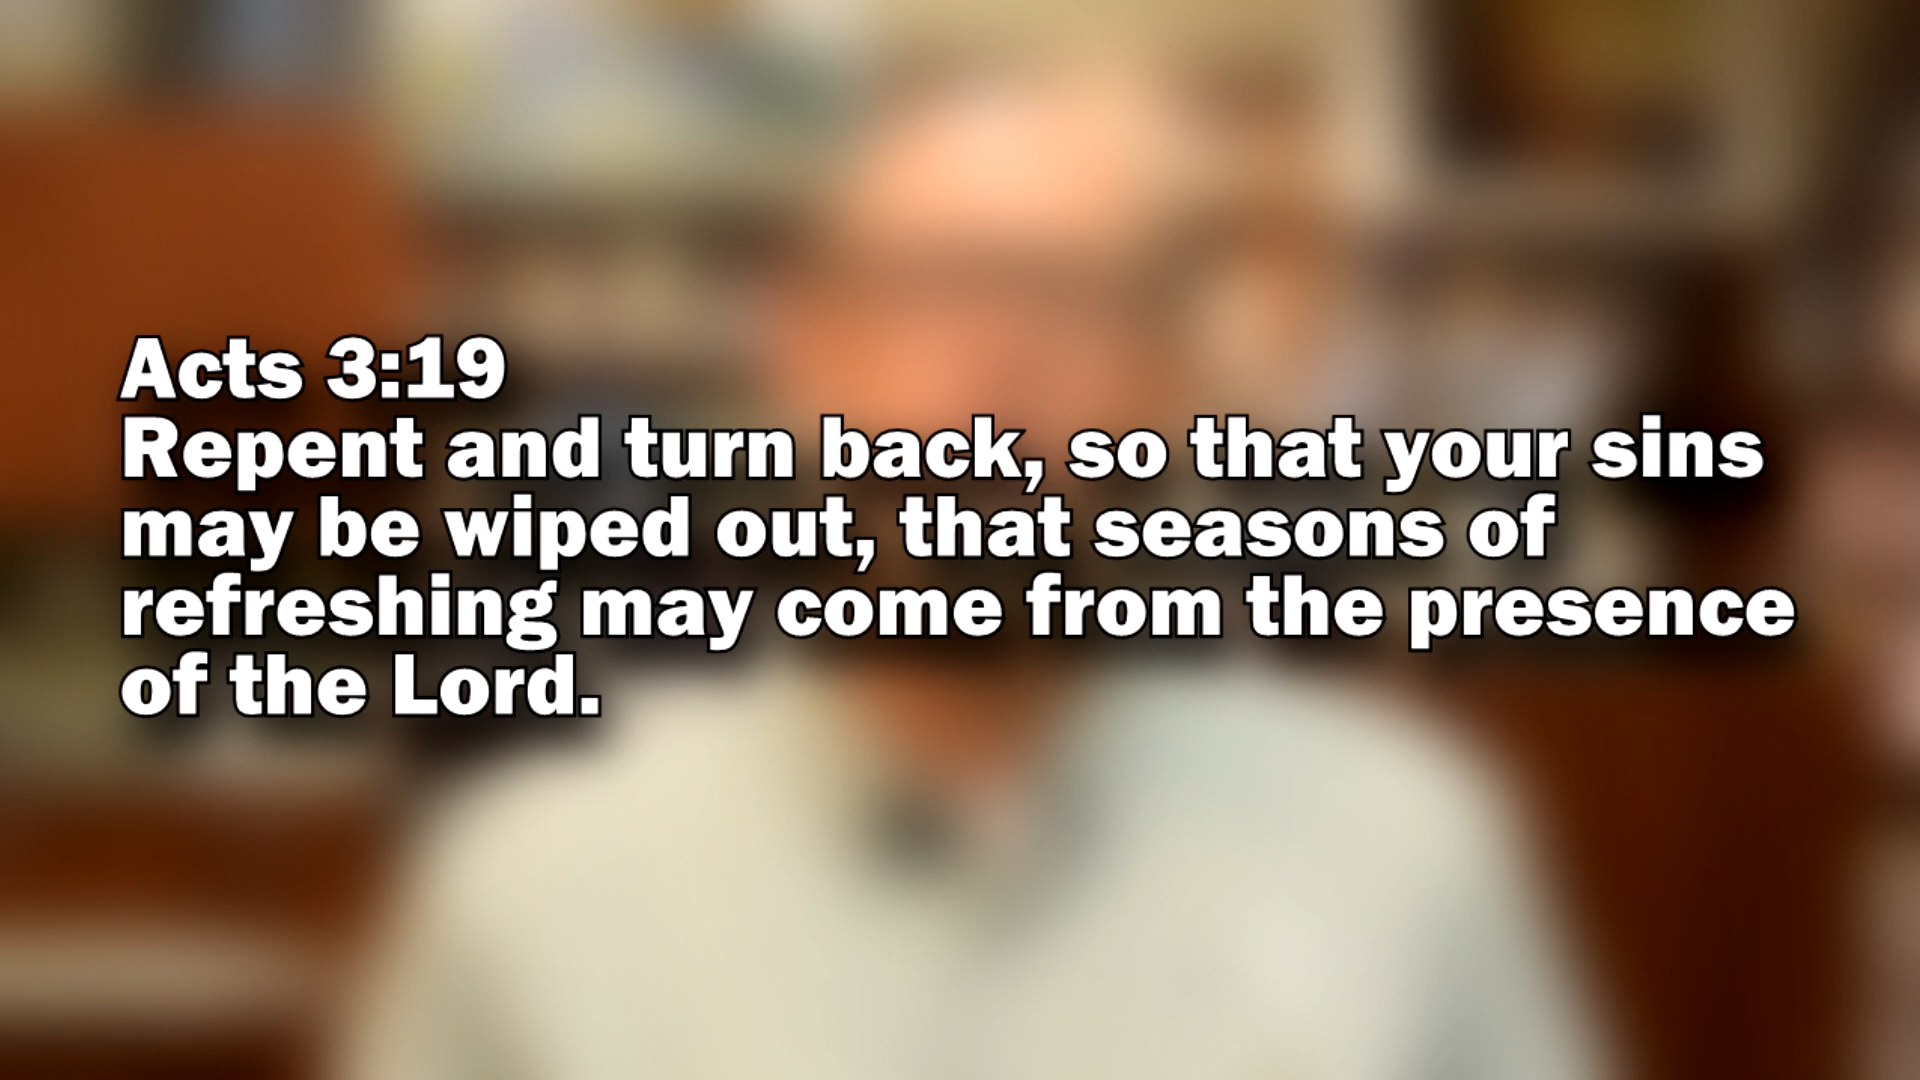 Acts 3:19
Repent and turn back, so that your sins
may be wiped out, that seasons of
refreshing may come from the presence
of the Lord.